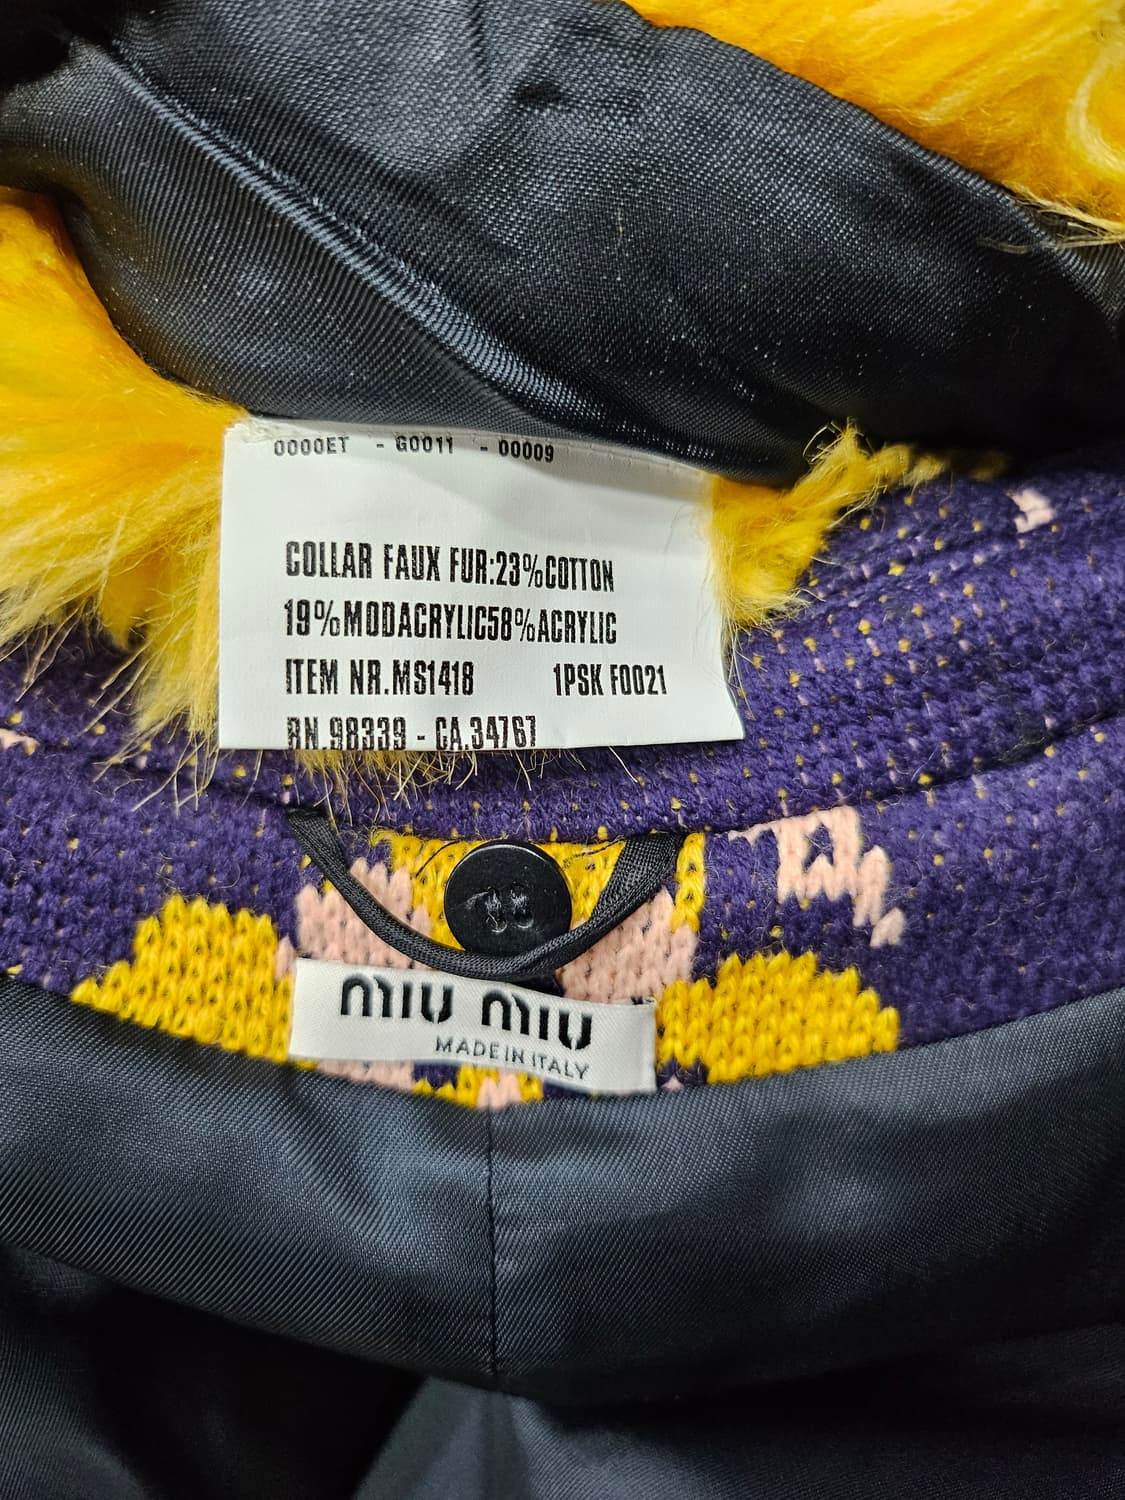 0000ET - G0011 - 00009
COLLAR FAUX FUR:23%COTTON
19%MODACRYLIC58%ACRYLIC
ITEM NR.MS1418 1PSK F0021
RN.98339 - CA.34767
miu miu
MADE IN ITALY